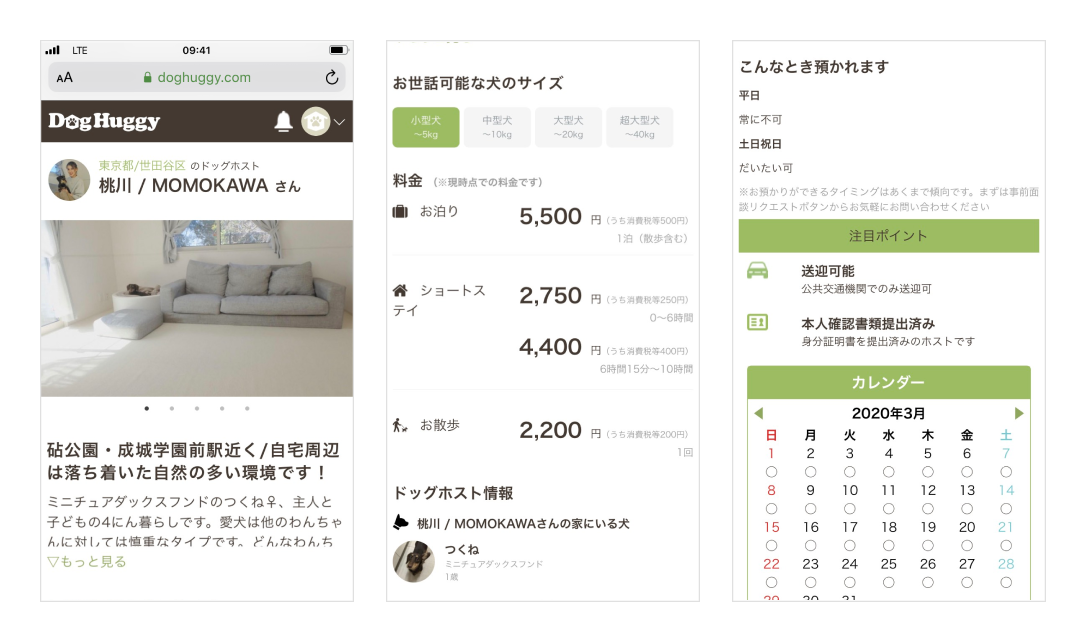 LTE
09:41
AA
doghuggy.com
DogHuggy
東京都/世田谷区 のドッグホスト
桃川 / MOMOKAWA さん
砧公園・成城学園前駅近く/自宅周辺
は落ち着いた自然の多い環境です！
ミニチュアダックスフンドのつくね♀、主人と
子どもの4にん暮らしです。愛犬は他のわんちゃ
んに対しては慎重なタイプです。どんなわんち
▽もっと見る
お世話可能な犬のサイズ
小型犬
〜5kg
中型犬
〜10kg
大型犬
〜20kg
超大型犬
〜40kg
料金 （※現時点での料金です）
お泊り
5,500 円（うち消費税等500円）
1泊（散歩含む）
ショートス
テイ
2,750 円（うち消費税等250円）
0〜6時間
4,400 円（うち消費税等400円）
6時間15分〜10時間
お散歩
2,200 円（うち消費税等200円）
1回
ドッグホスト情報
桃川 / MOMOKAWAさんの家にいる犬
つくね
ミニチュアダックスフンド
1歳
こんなとき預かれます
平日
常に不可
土日祝日
だいたい可
※お預かりができるタイミングはあくまで傾向です。まずは事前面
談リクエストボタンからお気軽にお問い合わせください
注目ポイント
送迎可能
公共交通機関でのみ送迎可
本人確認書類提出済み
身分証明書を提出済みのホストです
カレンダー
2020年3月
日 月 火 水 木 金 土
1 2 3 4 5 6 7
8 9 10 11 12 13 14
15 16 17 18 19 20 21
22 23 24 25 26 27 28
29 30 31